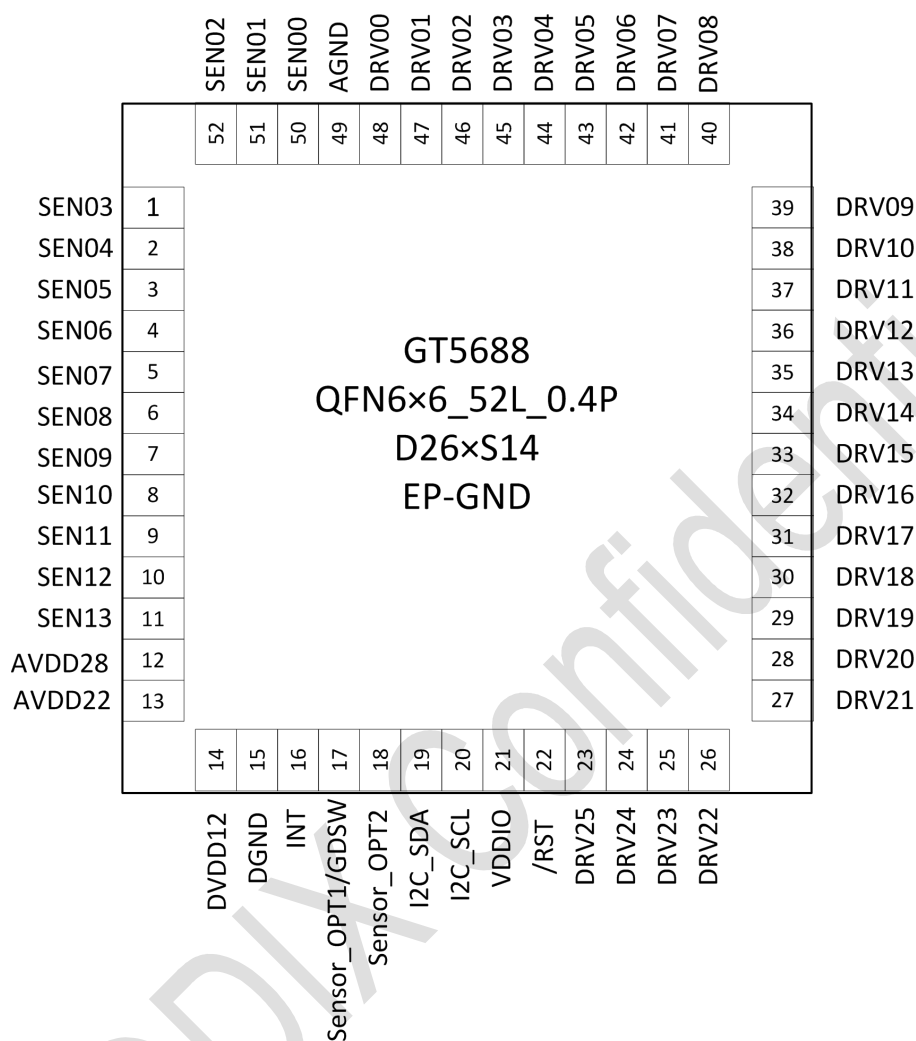 SEN02
SEN01
SEN00
AGND
DRV00
DRV01
DRV02
DRV03
DRV04
DRV05
DRV06
DRV07
DRV08
52
51
50
49
48
47
46
45
44
43
42
41
40
SEN03 1
SEN04 2
SEN05 3
SEN06 4
SEN07 5
SEN08 6
SEN09 7
SEN10 8
SEN11 9
SEN12 10
SEN13 11
AVDD28 12
AVDD22 13
GT5688
QFN6×6_52L_0.4P
D26×S14
EP-GND
39 DRV09
38 DRV10
37 DRV11
36 DRV12
35 DRV13
34 DRV14
33 DRV15
32 DRV16
31 DRV17
30 DRV18
29 DRV19
28 DRV20
27 DRV21
14
15
16
17
18
19
20
21
22
23
24
25
26
DVDD12
DGND
INT
Sensor_OPT1/GDSW
Sensor_OPT2
I2C_SDA
I2C_SCL
VDDIO
/RST
DRV25
DRV24
DRV23
DRV22